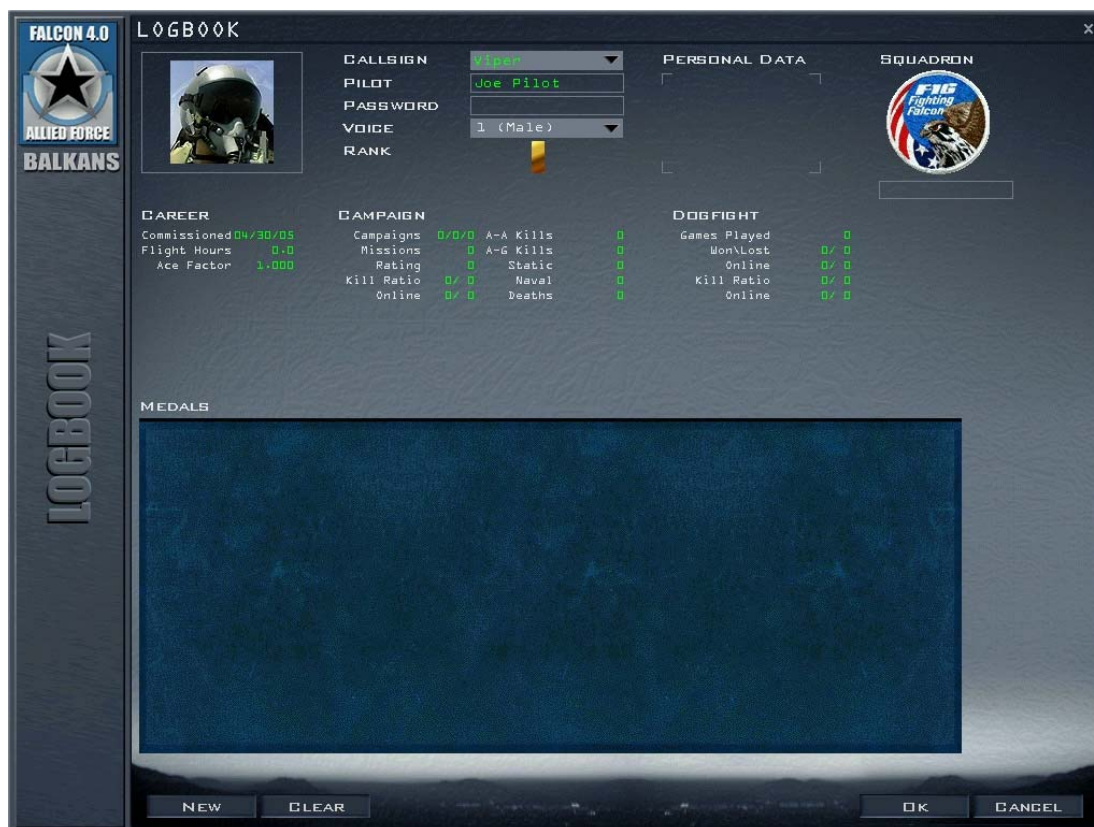 FALCON 4.0
ALLIED FORCE
BALKANS
LOGBOOK
LOGBOOK
x
CALLSIGN Viper
PILOT Joe Pilot
PASSWORD
VOICE 1 (Male)
RANK
PERSONAL DATA
SQUADRON
F16
Fighting
Falcon
CAREER
Commissioned 04/30/05
Flight Hours 0.0
Ace Factor 1.000
CAMPAIGN
Campaigns 0/0/0 A-A Kills 0
Missions 0 A-G Kills 0
Rating 0 Static 0
Kill Ratio 0/ 0 Naval 0
Online 0/ 0 Deaths 0
DOGFIGHT
Games Played 0
Won\Lost 0/ 0
Online 0/ 0
Kill Ratio 0/ 0
Online 0/ 0
MEDALS
NEW CLEAR OK CANCEL